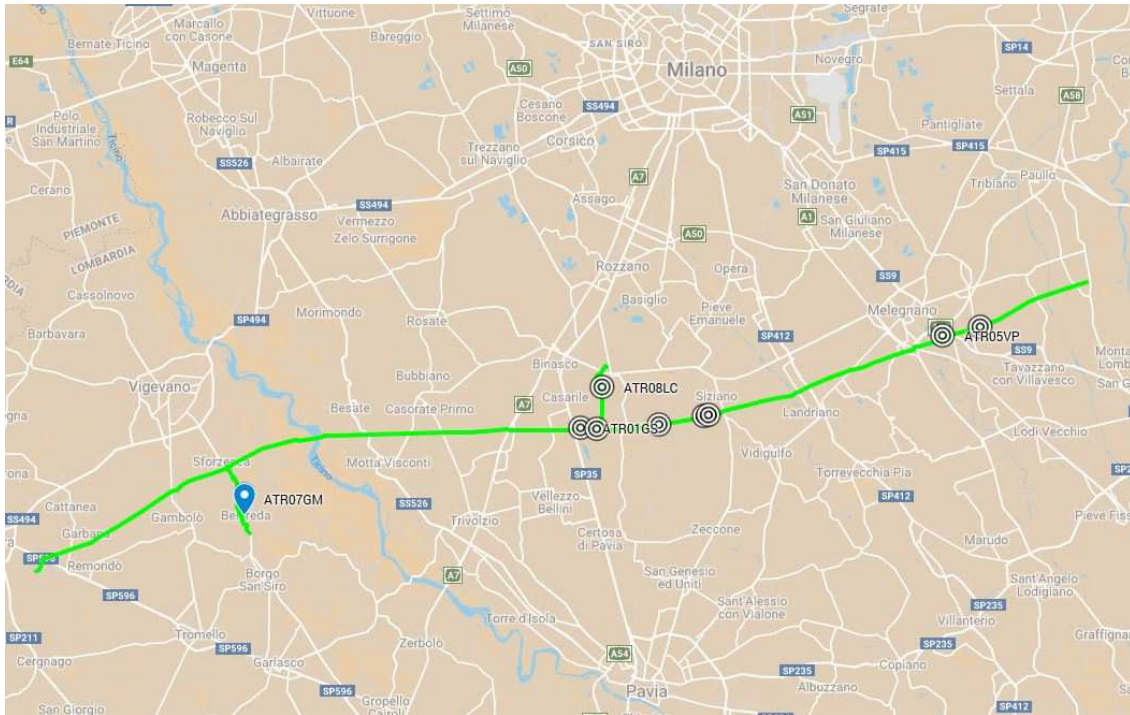 Marcallo
con Casone
Vittuone
Settimo
Milanese
Segrate
Bernate Ticino
Bareggio
SAN SIRO
Novegro
SP14
E64
Magenta
A50
Milano
Settala
A58
Polo
Industriale
San Martino
Robecco Sul
Naviglio
Cesano
Boscone
SS494
A51
Pantigliate
Ticino
Trezzano
sul Naviglio
Corsico
SP415
SP415
Albairate
SS526
Cerano
A7
San Donato
Milanese
Tribiano
Paullo
Abbiategrasso
SS494
Assago
A1
San Giuliano
Milanese
PIEMONTE
LOMBARDIA
Vermezzo
Zelo Surrigone
A50
Rozzano
Opera
SS9
Cassolnovo
Morimondo
Basiglio
Pieve
Emanuele
Melegnano
SP494
Rosate
Barbavara
SP412
ATR05VP
SS9
Binasco
Tavazzano
con Villavesco
Vigevano
Bubbiano
ATR08LC
Casarile
Siziano
Besate
Casorate Primo
A7
Landriano
ATR01GS
Lodi Vecchio
Ticino
Sforzesca
Motta Visconti
SP35
Vidigulfo
Torrevecchia Pia
SS526
Vellezzo
Bellini
SP412
Cattanea
ATR07GM
SS494
Gambolò
Belcreda
Trivolzio
Certosa
di Pavia
Zeccone
Pieve Fiss
Garbana
Marudo
SP596
Remondo
Borgo
San Siro
A7
San Genesio
ed Uniti
Sant'Angelo
Lodigiano
SP596
Sant'Alessio
con Vialone
SP235
Villanterio
Torre d'Isola
SP211
Tromello
Zerbolò
SP235
Graffignan
Cergnago
SP596
Garlasco
A54
SP235
Copiano
SP596
Pavia
Albuzzano
Gropello
Cairoli
San Giorgio
SP412